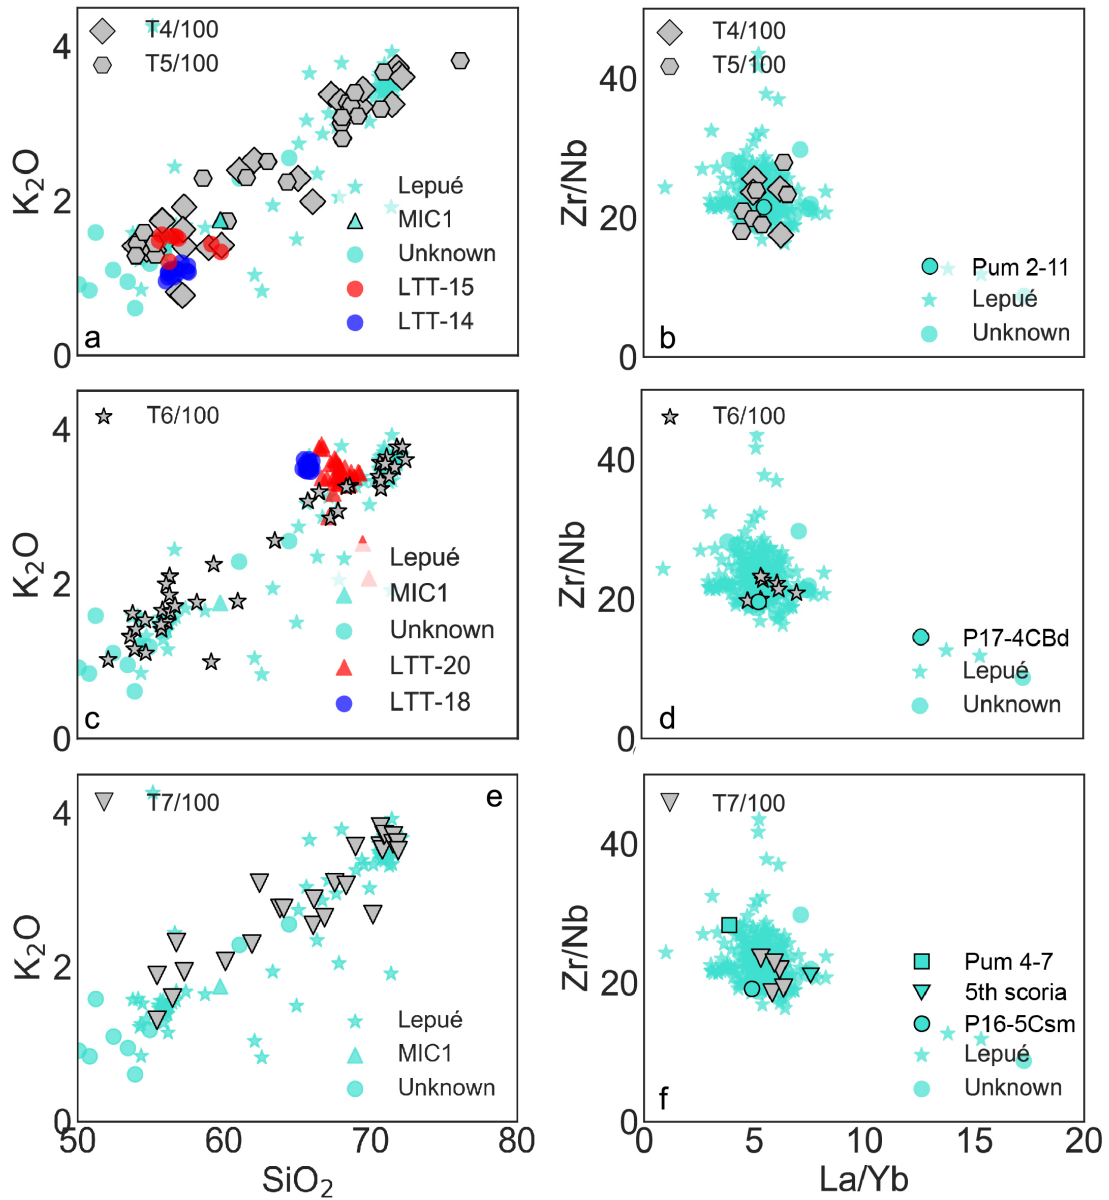 T4/100
T5/100
4
2
0
K₂O
Lepué
MIC1
Unknown
LTT-15
LTT-14
a
T4/100
T5/100
40
20
0
Zr/Nb
Pum 2-11
Lepué
Unknown
b
T6/100
4
2
0
K₂O
Lepué
MIC1
Unknown
LTT-20
LTT-18
c
T6/100
40
20
0
Zr/Nb
P17-4CBd
Lepué
Unknown
d
T7/100
e
4
2
0
K₂O
Lepué
MIC1
Unknown
50 60 70 80
SiO₂
T7/100
40
20
0
Zr/Nb
Pum 4-7
5th scoria
P16-5Csm
Lepué
Unknown
f
0 5 10 15 20
La/Yb